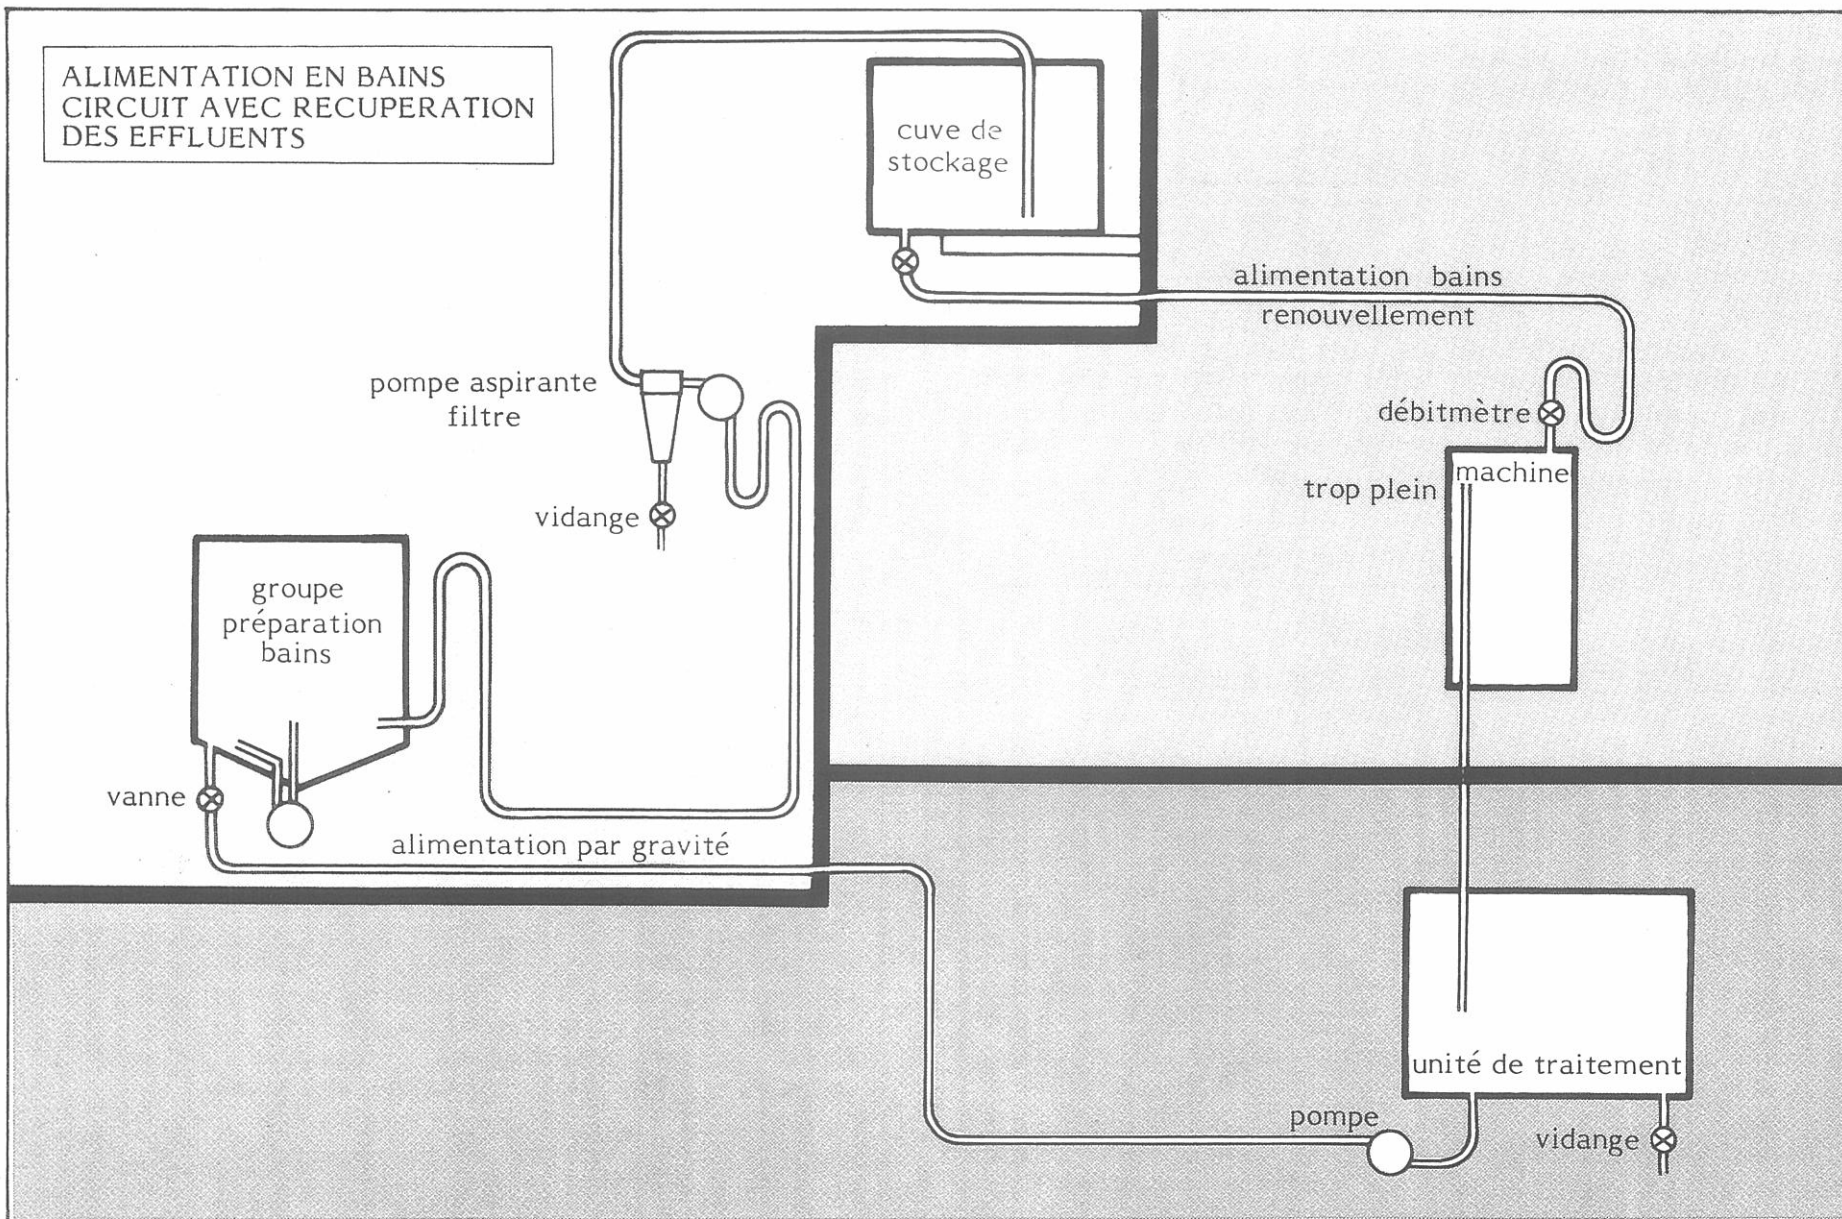 ALIMENTATION EN BAINS
CIRCUIT AVEC RECUPERATION
DES EFFLUENTS
cuve de
stockage
alimentation bains
renouvellement
pompe aspirante
filtre
débitmètre
machine
trop plein
vidange
groupe
préparation
bains
vanne
alimentation par gravité
unité de traitement
pompe
vidange